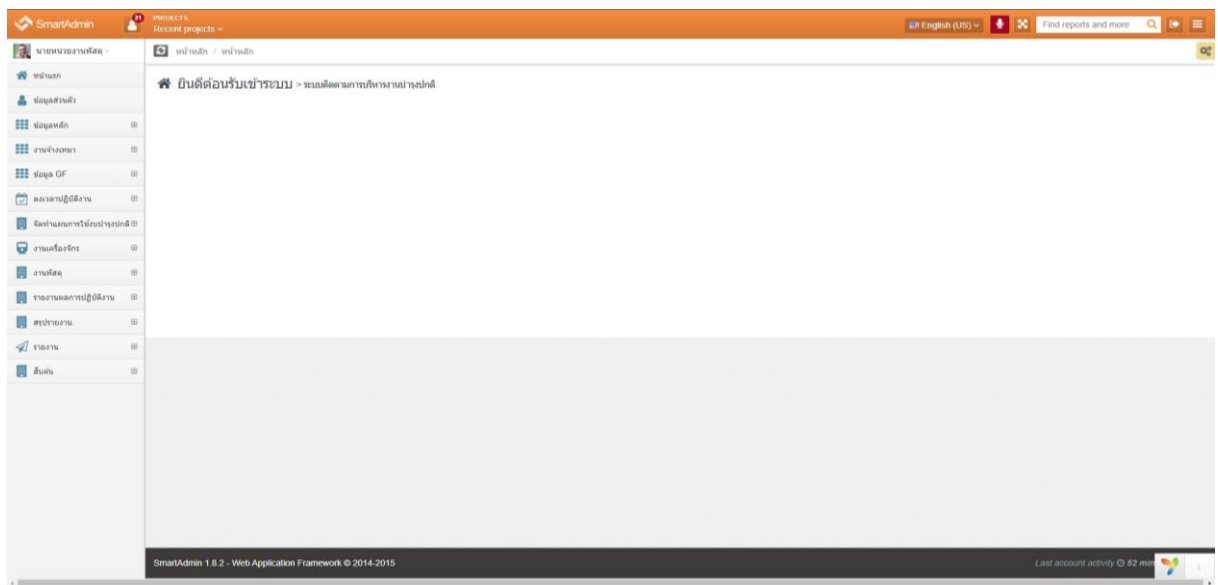 SmartAdmin
21
PROJECTS
Recent projects
English (US)
Find reports and more
นายหน่วยงานพัสดุ
หน้าหลัก / หน้าหลัก
หน้าแรก
ข้อมูลส่วนตัว
ข้อมูลหลัก
งานจ้างเหมา
ข้อมูล GF
ลงเวลาปฏิบัติงาน
จัดทำแผนการใช้งบบำรุงปกติ
งานเครื่องจักร
งานพัสดุ
รายงานผลการปฏิบัติงาน
สรุปรายงาน
รายงาน
สืบค้น
ยินดีต้อนรับเข้าระบบ > ระบบติดตามการบริหารงานบำรุงปกติ
SmartAdmin 1.8.2 - Web Application Framework © 2014-2015
Last account activity 52 min